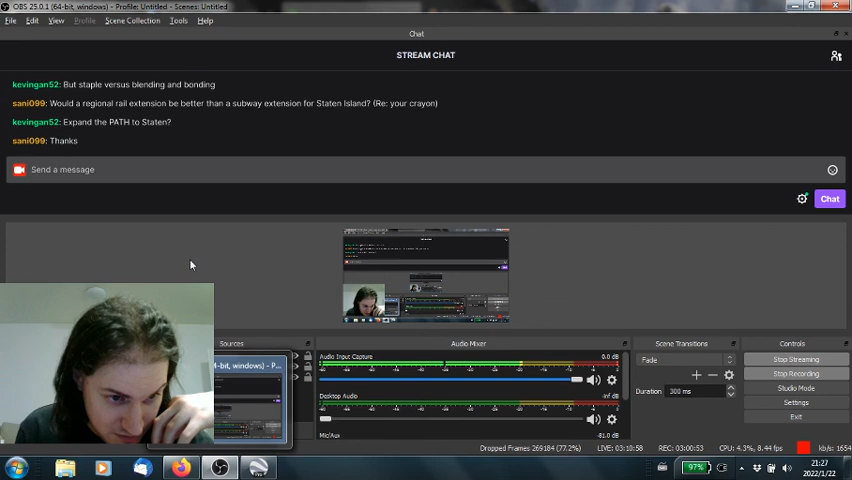 OBS 25.0.1 (64-bit, windows) - Profile: Untitled - Scenes: Untitled
File Edit View Profile Scene Collection Tools Help
Chat
STREAM CHAT
kevingan52: But staple versus blending and bonding
sani099: Would a regional rail extension be better than a subway extension for Staten Island? (Re: your crayon)
kevingan52: Expand the PATH to Staten?
sani099: Thanks
Send a message
Chat
Sources
4-bit, windows) - P...
Audio Mixer
Audio Input Capture 0.0 dB
Desktop Audio -inf dB
Mic/Aux -81.0 dB
Scene Transitions
Fade
Duration 300 ms
Controls
Stop Streaming
Stop Recording
Studio Mode
Settings
Exit
Dropped Frames 269184 (77.2%) LIVE: 03:10:58 REC: 03:00:53 CPU: 4.3%, 8.44 fps kb/s: 1654
97%
21:27
2022/1/22